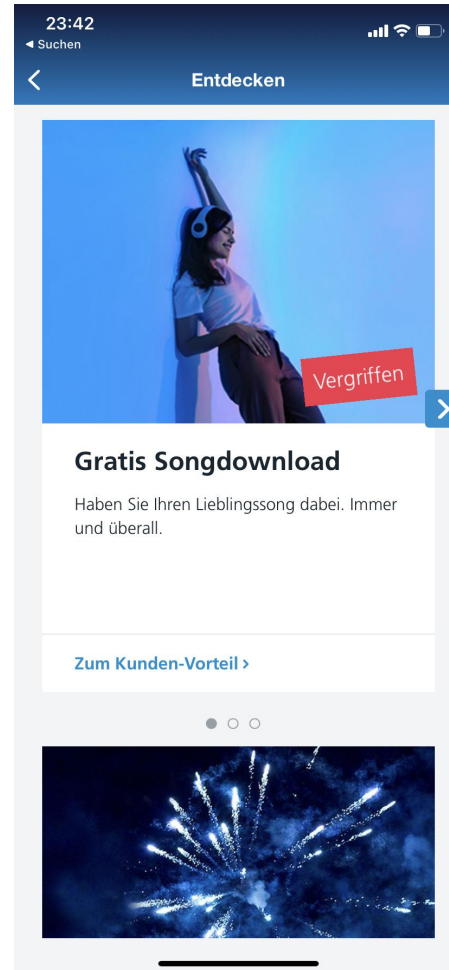 23:42
◄ Suchen
Entdecken
Vergriffen
Gratis Songdownload
Haben Sie Ihren Lieblingssong dabei. Immer
und überall.
Zum Kunden-Vorteil ›